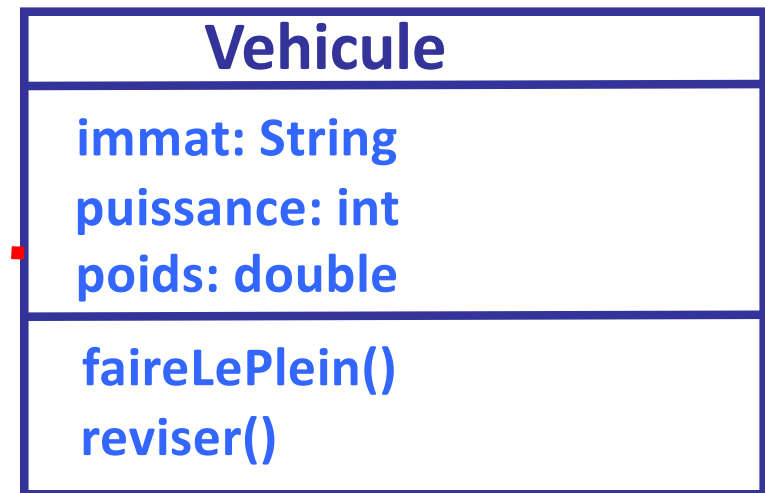 Vehicule
immat: String
puissance: int
poids: double
faireLePlein()
reviser()